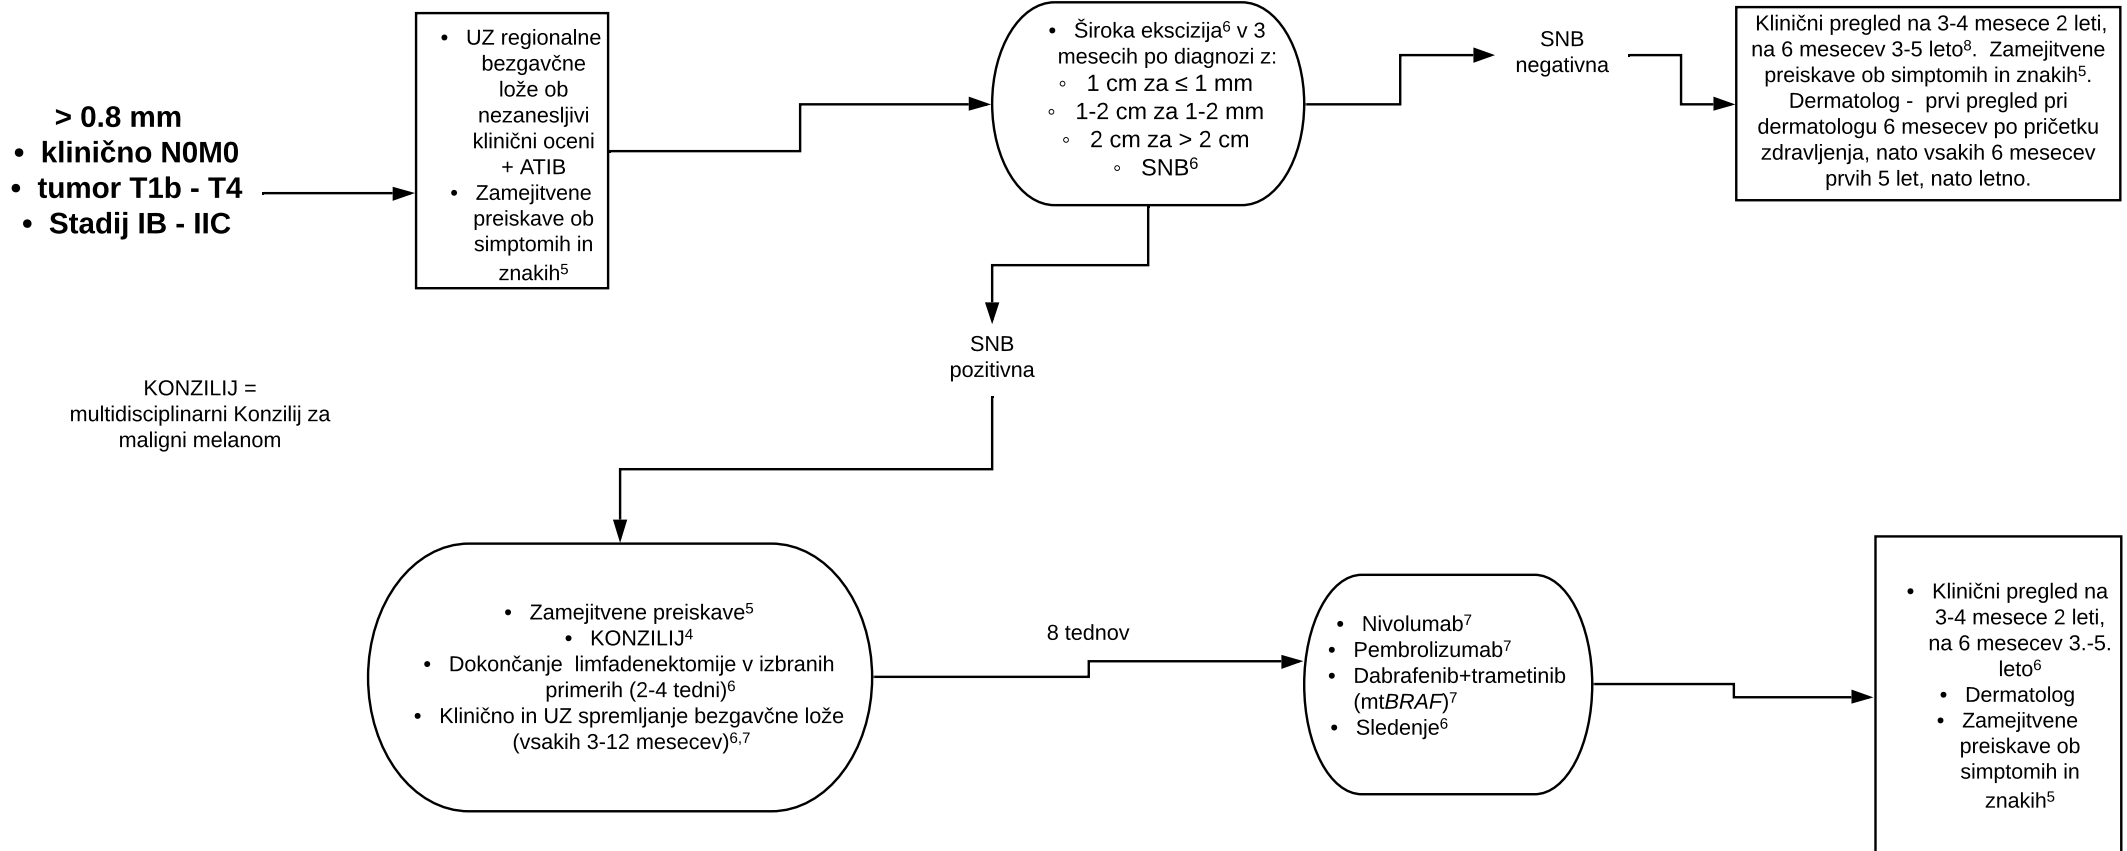 > 0.8 mm
• klinično N0M0
• tumor T1b - T4
• Stadij IB - IIC
• UZ regionalne
bezgavčne
lože ob
nezanesljivi
klinični oceni
+ ATIB
• Zamejitvene
preiskave ob
simptomih in
znakih⁵
• Široka ekscizija⁶ v 3
mesecih po diagnozi z:
◦ 1 cm za ≤ 1 mm
◦ 1-2 cm za 1-2 mm
◦ 2 cm za > 2 cm
◦ SNB⁶
SNB
negativna
Klinični pregled na 3-4 mesece 2 leti,
na 6 mesecev 3-5 leto⁸. Zamejitvene
preiskave ob simptomih in znakih⁵.
Dermatolog - prvi pregled pri
dermatologu 6 mesecev po pričetku
zdravljenja, nato vsakih 6 mesecev
prvih 5 let, nato letno.
SNB
pozitivna
KONZILIJ =
multidisciplinarni Konzilij za
maligni melanom
• Zamejitvene preiskave⁵
• KONZILIJ⁴
• Dokončanje limfadenektomije v izbranih
primerih (2-4 tedni)⁶
• Klinično in UZ spremljanje bezgavčne lože
(vsakih 3-12 mesecev)⁶,⁷
8 tednov
• Nivolumab⁷
• Pembrolizumab⁷
• Dabrafenib+trametinib
(mtBRAF)⁷
• Sledenje⁶
• Klinični pregled na
3-4 mesece 2 leti,
na 6 mesecev 3.-5.
leto⁶
• Dermatolog
• Zamejitvene
preiskave ob
simptomih in
znakih⁵